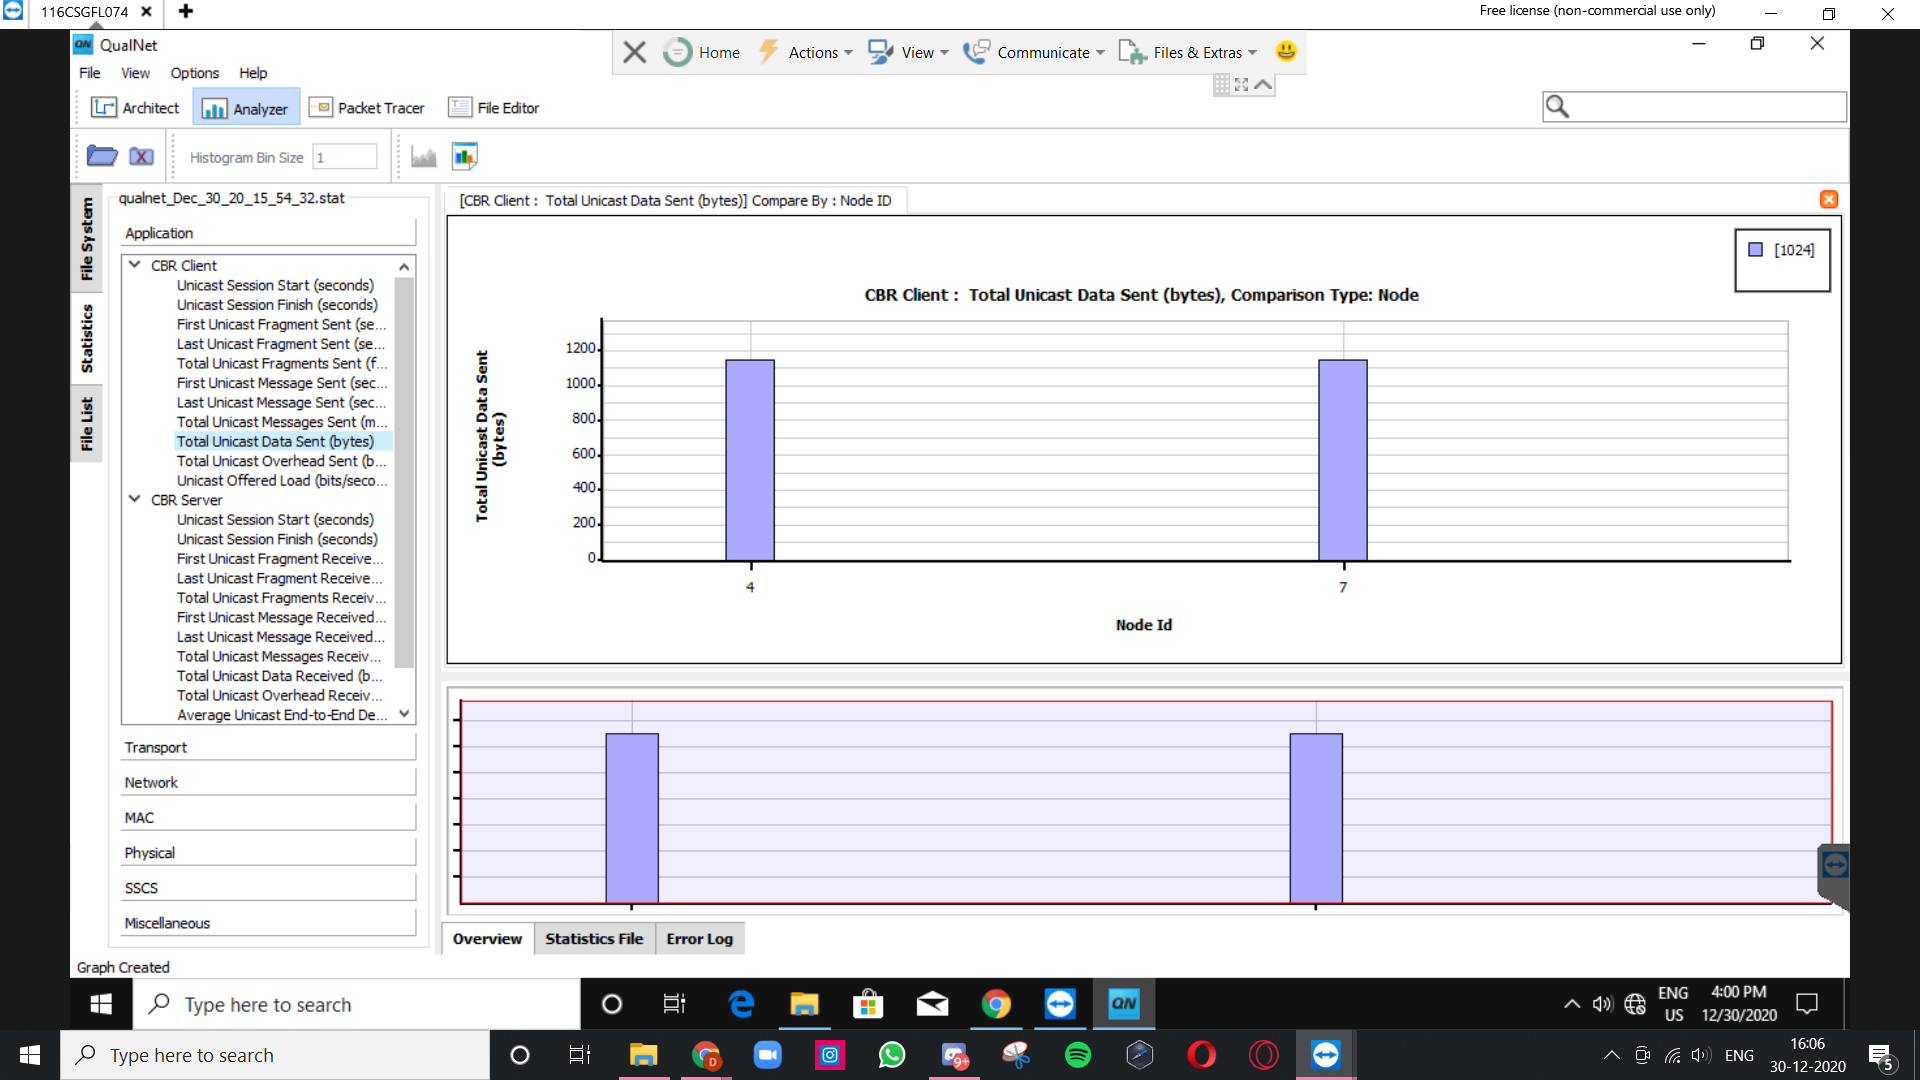 116CSGFL074
Free license (non-commercial use only)
QN QualNet
Home Actions View Communicate Files & Extras
File View Options Help
Architect Analyzer Packet Tracer File Editor
Histogram Bin Size 1
File System
Statistics
File List
qualnet_Dec_30_20_15_54_32.stat
Application
CBR Client
Unicast Session Start (seconds)
Unicast Session Finish (seconds)
First Unicast Fragment Sent (se...
Last Unicast Fragment Sent (se...
Total Unicast Fragments Sent (f...
First Unicast Message Sent (sec...
Last Unicast Message Sent (sec...
Total Unicast Messages Sent (m...
Total Unicast Data Sent (bytes)
Total Unicast Overhead Sent (b...
Unicast Offered Load (bits/seco...
CBR Server
Unicast Session Start (seconds)
Unicast Session Finish (seconds)
First Unicast Fragment Receive...
Last Unicast Fragment Receive...
Total Unicast Fragments Receiv...
First Unicast Message Received...
Last Unicast Message Received...
Total Unicast Messages Receiv...
Total Unicast Data Received (b...
Total Unicast Overhead Receiv...
Average Unicast End-to-End De...
Transport
Network
MAC
Physical
SSCS
Miscellaneous
[CBR Client : Total Unicast Data Sent (bytes)] Compare By : Node ID
[1024]
CBR Client : Total Unicast Data Sent (bytes), Comparison Type: Node
Total Unicast Data Sent
(bytes)
1200
1000
800
600
400
200
0
4 7
Node Id
Overview Statistics File Error Log
Graph Created
Type here to search
QN
ENG
US
4:00 PM
12/30/2020
Type here to search
D
9+
ENG
16:06
30-12-2020
5